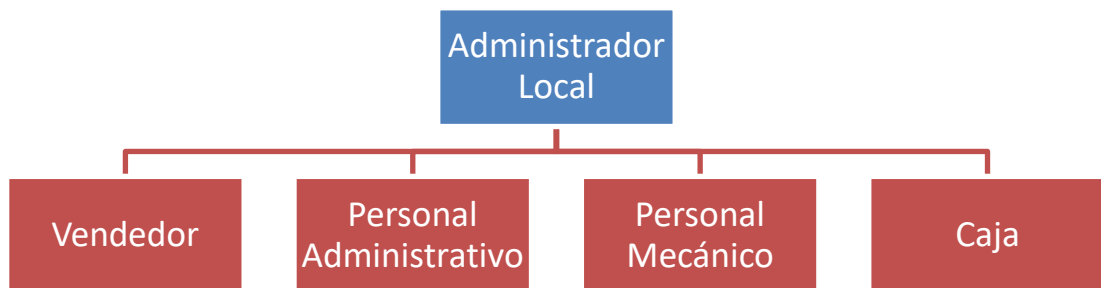 Administrador
Local
Vendedor
Personal
Administrativo
Personal
Mecánico
Caja